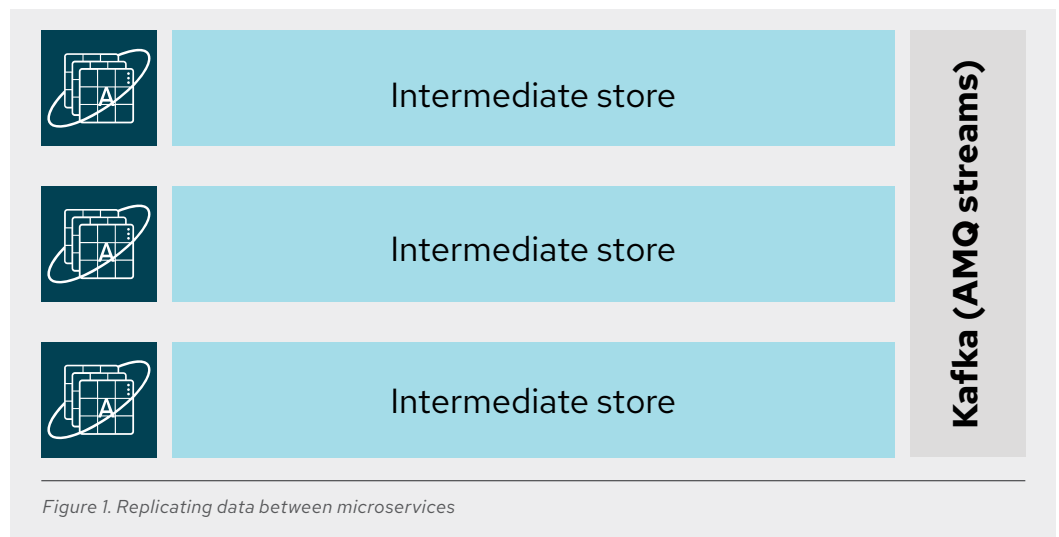 A
Intermediate store
A
Intermediate store
A
Intermediate store
Kafka (AMQ streams)
Figure 1. Replicating data between microservices